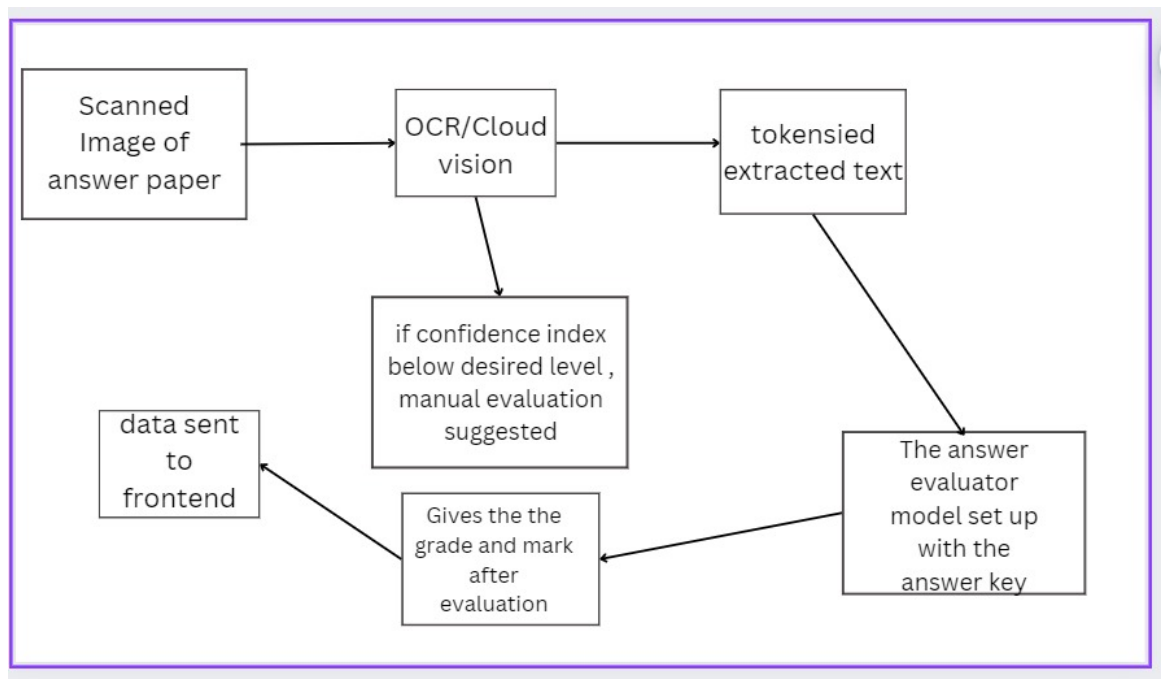 Scanned
Image of
answer paper
OCR/Cloud
vision
tokensied
extracted text
if confidence index
below desired level ,
manual evaluation
suggested
The answer
evaluator
model set up
with the
answer key
Gives the the
grade and mark
after
evaluation
data sent
to
frontend